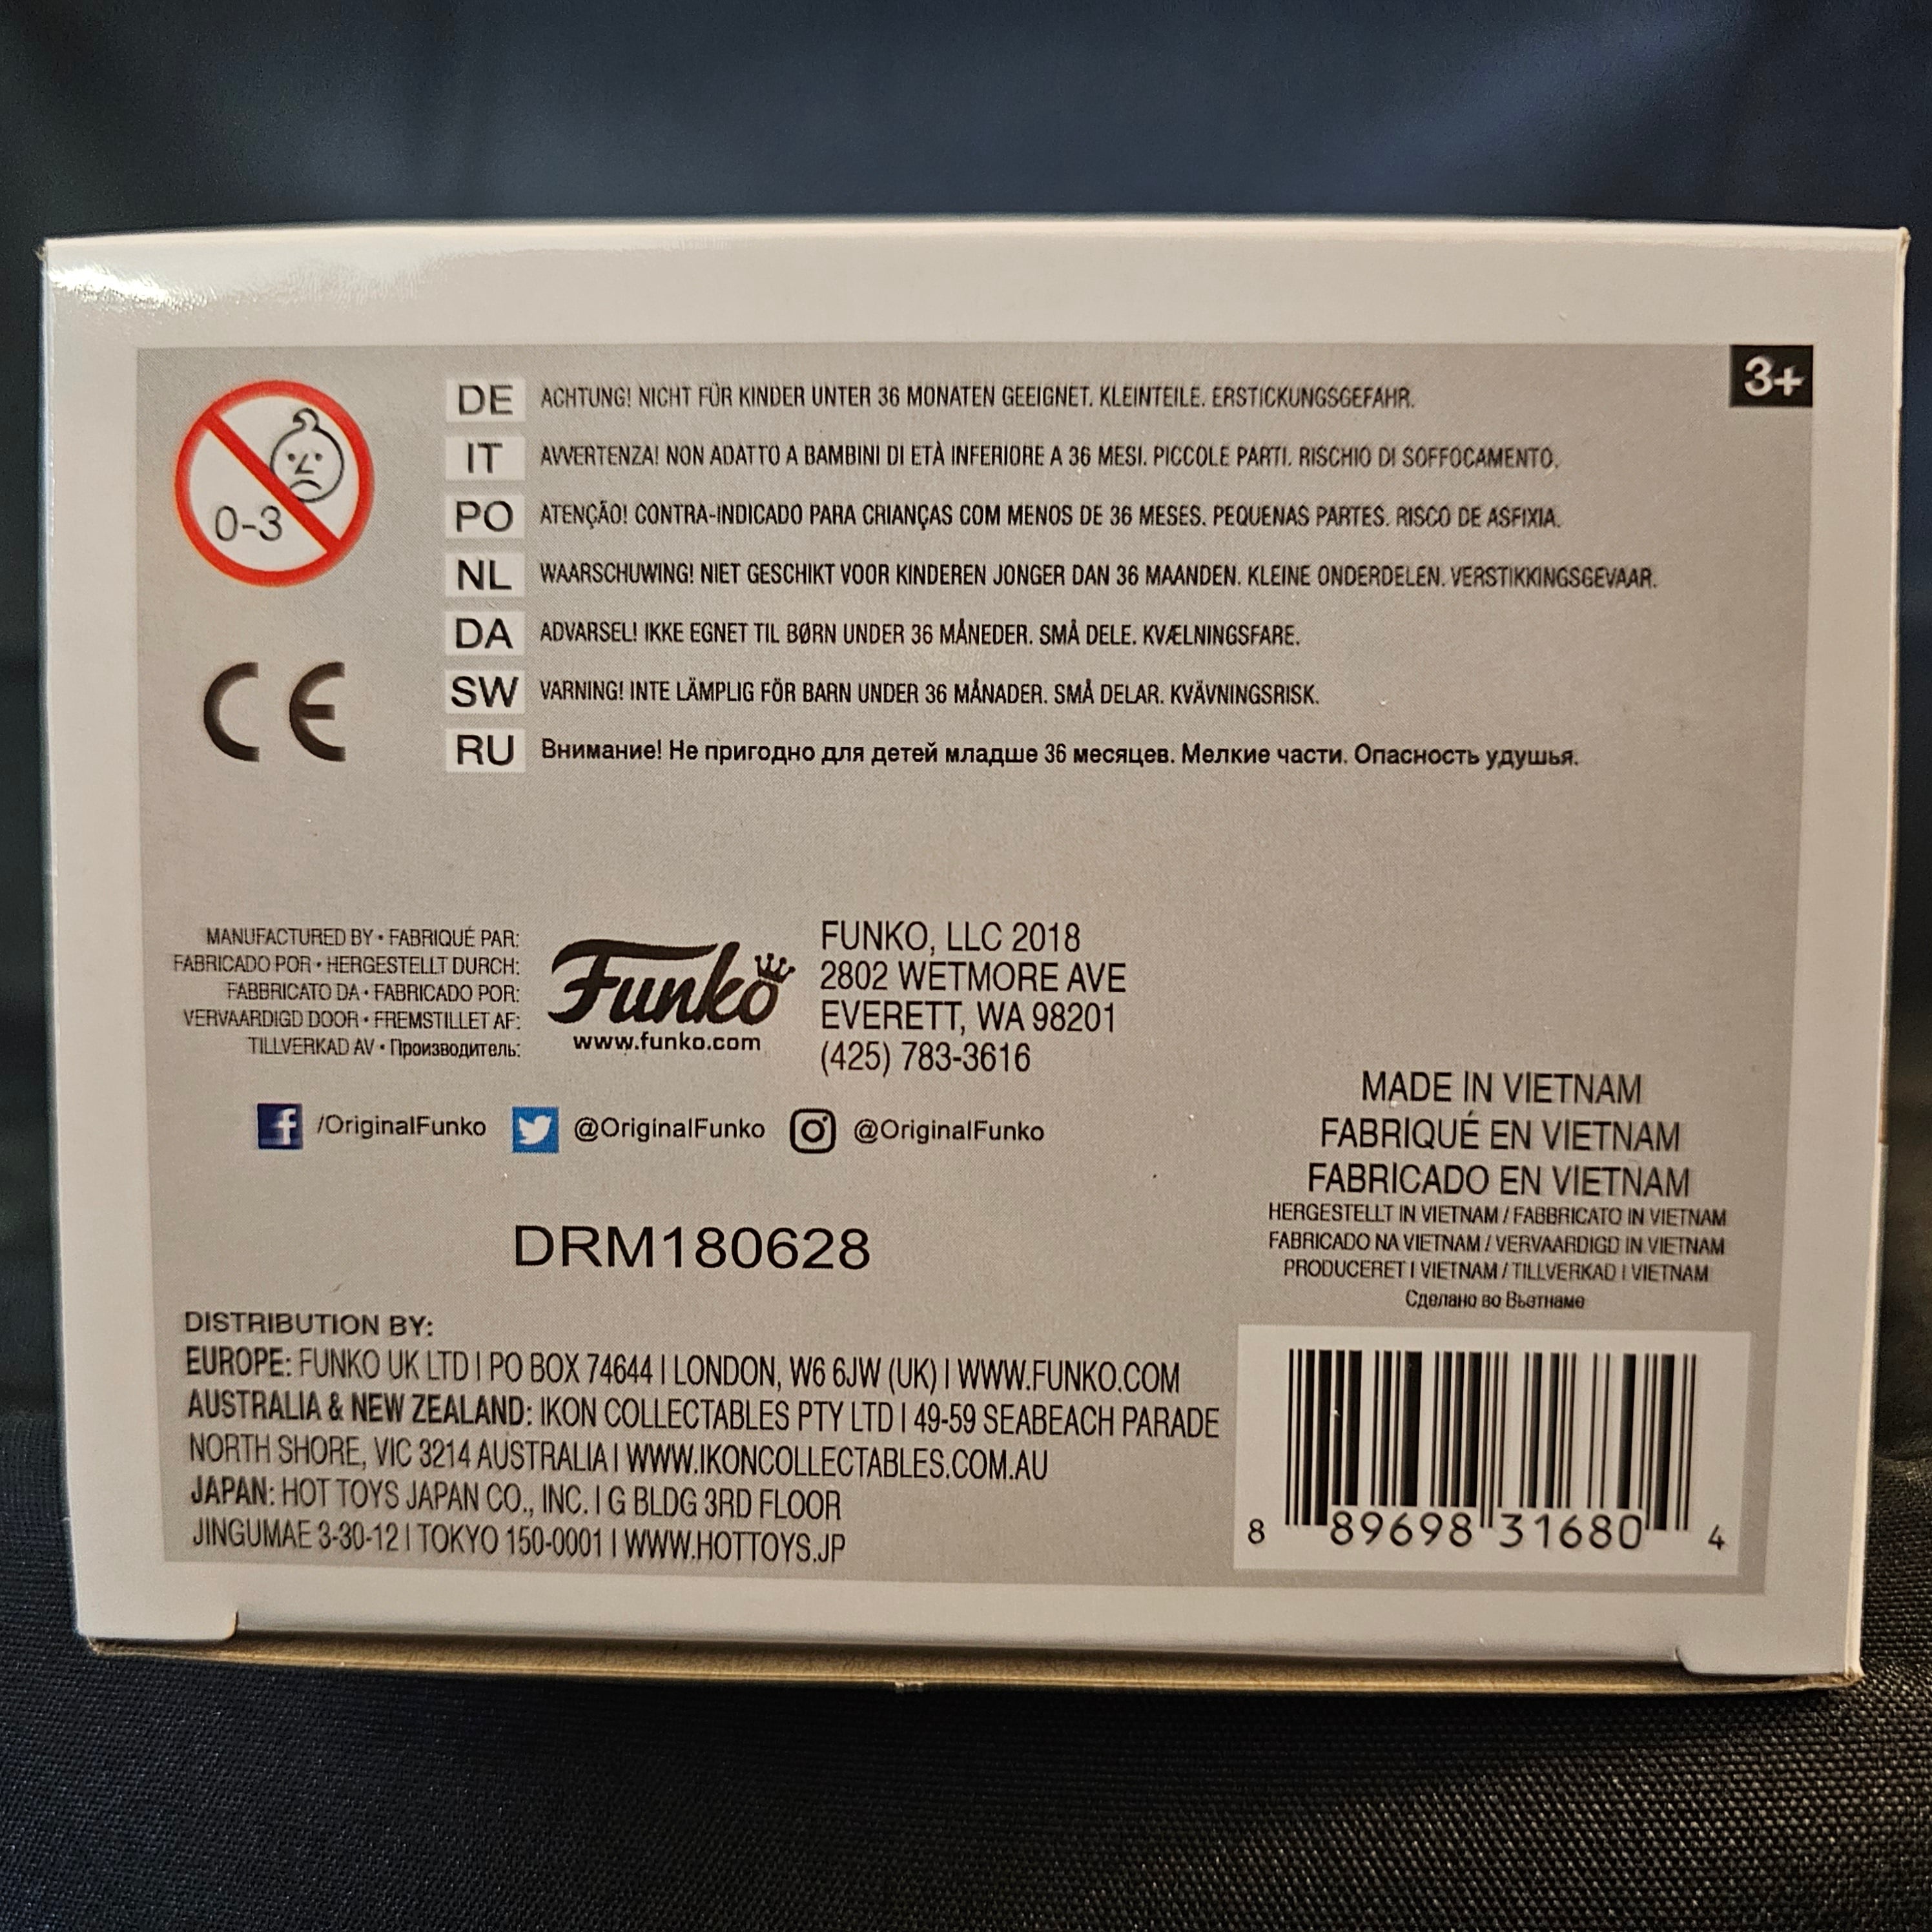 3+
0-3
DE ACHTUNG! NICHT FÜR KINDER UNTER 36 MONATEN GEEIGNET. KLEINTEILE. ERSTICKUNGSGEFAHR.
IT AVVERTENZA! NON ADATTO A BAMBINI DI ETÀ INFERIORE A 36 MESI. PICCOLE PARTI. RISCHIO DI SOFFOCAMENTO.
PO ATENÇÃO! CONTRA-INDICADO PARA CRIANÇAS COM MENOS DE 36 MESES. PEQUENAS PARTES. RISCO DE ASFIXIA.
NL WAARSCHUWING! NIET GESCHIKT VOOR KINDEREN JONGER DAN 36 MAANDEN. KLEINE ONDERDELEN. VERSTIKKINGSGEVAAR.
DA ADVARSEL! IKKE EGNET TIL BØRN UNDER 36 MÅNEDER. SMÅ DELE. KVÆLNINGSFARE.
SW VARNING! INTE LÄMPLIG FÖR BARN UNDER 36 MÅNADER. SMÅ DELAR. KVÄVNINGSRISK.
RU Внимание! Не пригодно для детей младше 36 месяцев. Мелкие части. Опасность удушья.
CE
MANUFACTURED BY • FABRIQUÉ PAR:
FABRICADO POR • HERGESTELLT DURCH:
FABBRICATO DA • FABRICADO POR:
VERVAARDIGD DOOR • FREMSTILLET AF:
TILLVERKAD AV • Производитель:
Funko
www.funko.com
FUNKO, LLC 2018
2802 WETMORE AVE
EVERETT, WA 98201
(425) 783-3616
/OriginalFunko @OriginalFunko @OriginalFunko
MADE IN VIETNAM
FABRIQUÉ EN VIETNAM
FABRICADO EN VIETNAM
HERGESTELLT IN VIETNAM / FABBRICATO IN VIETNAM
FABRICADO NA VIETNAM / VERVAARDIGD IN VIETNAM
PRODUCERET I VIETNAM / TILLVERKAD I VIETNAM
Сделано во Вьетнаме
DRM180628
DISTRIBUTION BY:
EUROPE: FUNKO UK LTD | PO BOX 74644 | LONDON, W6 6JW (UK) | WWW.FUNKO.COM
AUSTRALIA & NEW ZEALAND: IKON COLLECTABLES PTY LTD | 49-59 SEABEACH PARADE
NORTH SHORE, VIC 3214 AUSTRALIA | WWW.IKONCOLLECTABLES.COM.AU
JAPAN: HOT TOYS JAPAN CO., INC. | G BLDG 3RD FLOOR
JINGUMAE 3-30-12 | TOKYO 150-0001 | WWW.HOTTOYS.JP
8 89698 31680 4